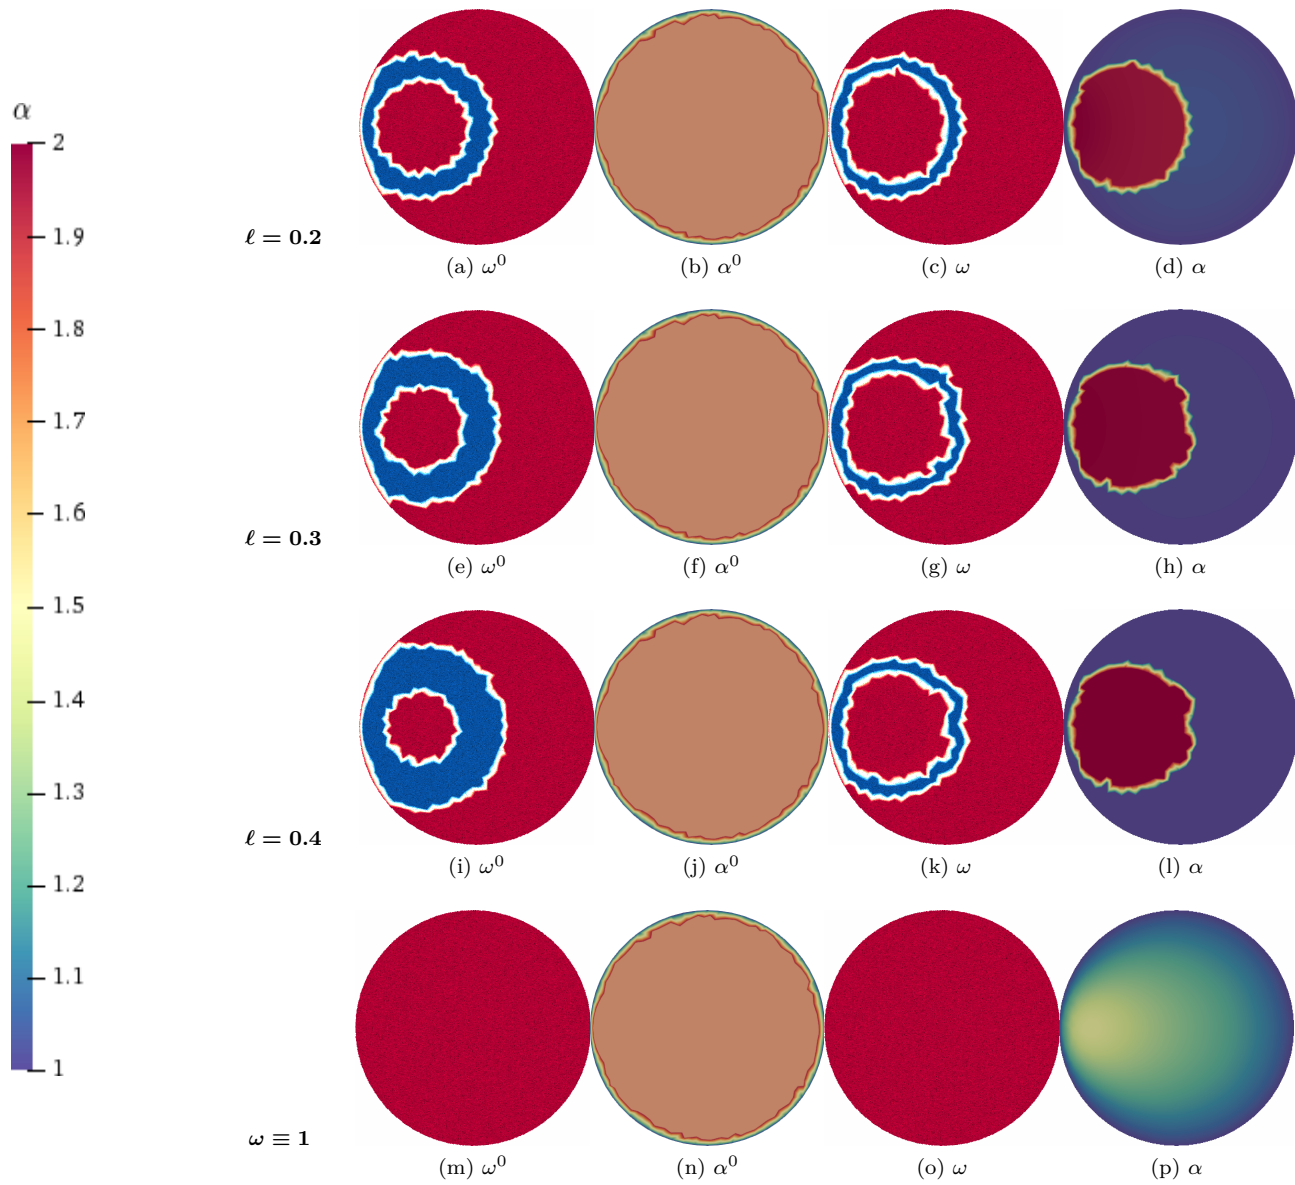 α
2
1.9
1.8
1.7
1.6
1.5
1.4
1.3
1.2
1.1
1
ℓ = 0.2
(a) ω⁰ (b) α⁰ (c) ω (d) α
ℓ = 0.3
(e) ω⁰ (f) α⁰ (g) ω (h) α
ℓ = 0.4
(i) ω⁰ (j) α⁰ (k) ω (l) α
ω ≡ 1
(m) ω⁰ (n) α⁰ (o) ω (p) α